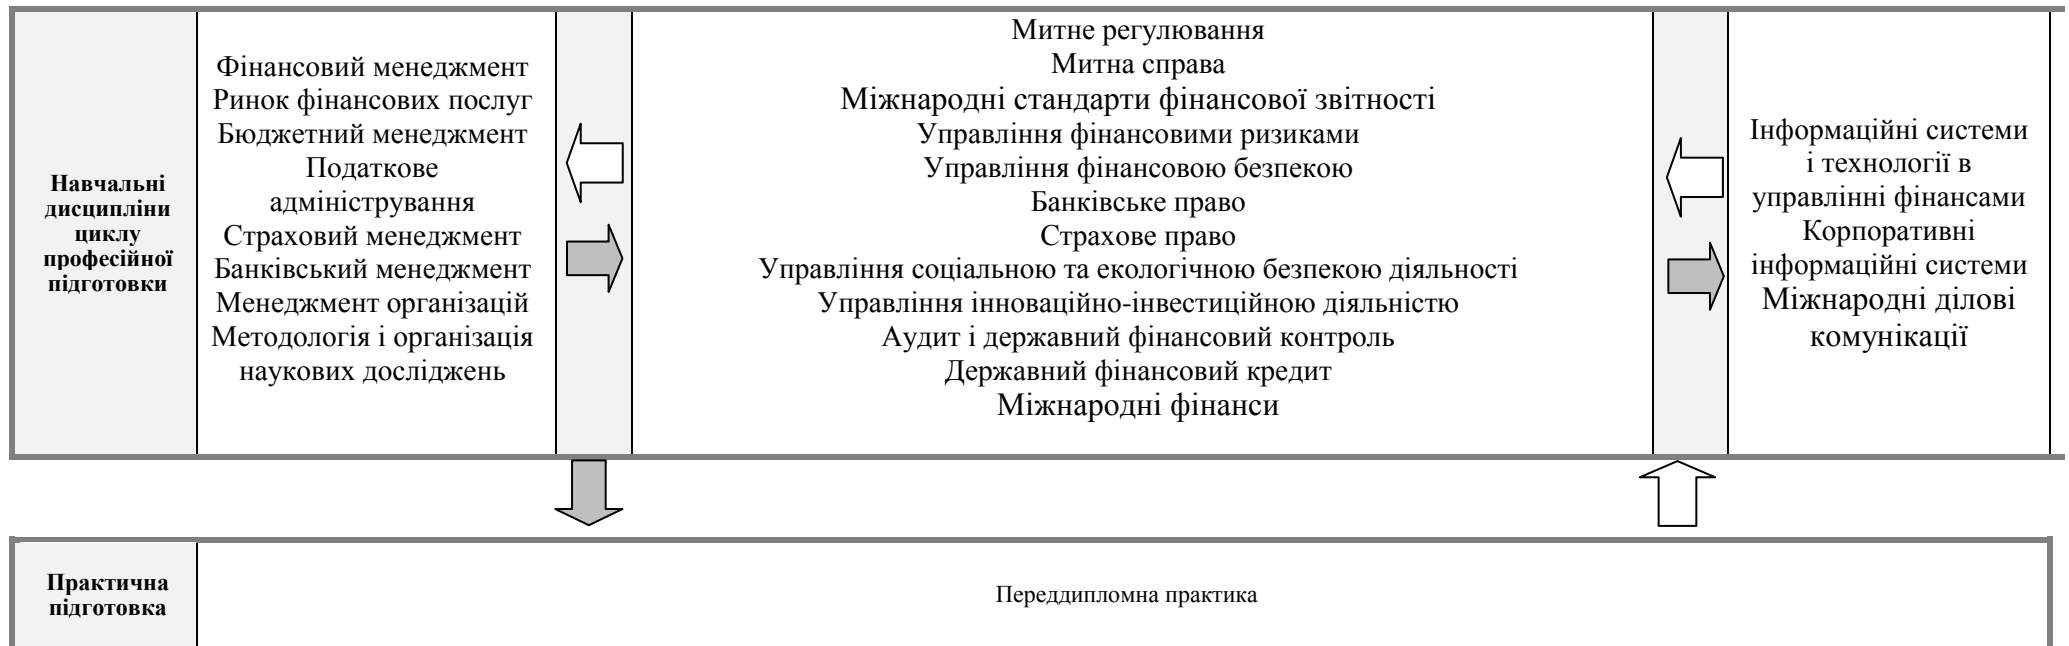 Навчальні
дисципліни
циклу
професійної
підготовки
Фінансовий менеджмент
Ринок фінансових послуг
Бюджетний менеджмент
Податкове
адміністрування
Страховий менеджмент
Банківський менеджмент
Менеджмент організацій
Методологія і організація
наукових досліджень
Митне регулювання
Митна справа
Міжнародні стандарти фінансової звітності
Управління фінансовими ризиками
Управління фінансовою безпекою
Банківське право
Страхове право
Управління соціальною та екологічною безпекою діяльності
Управління інноваційно-інвестиційною діяльністю
Аудит і державний фінансовий контроль
Державний фінансовий кредит
Міжнародні фінанси
Інформаційні системи
і технології в
управлінні фінансами
Корпоративні
інформаційні системи
Міжнародні ділові
комунікації
Практична
підготовка
Переддипломна практика